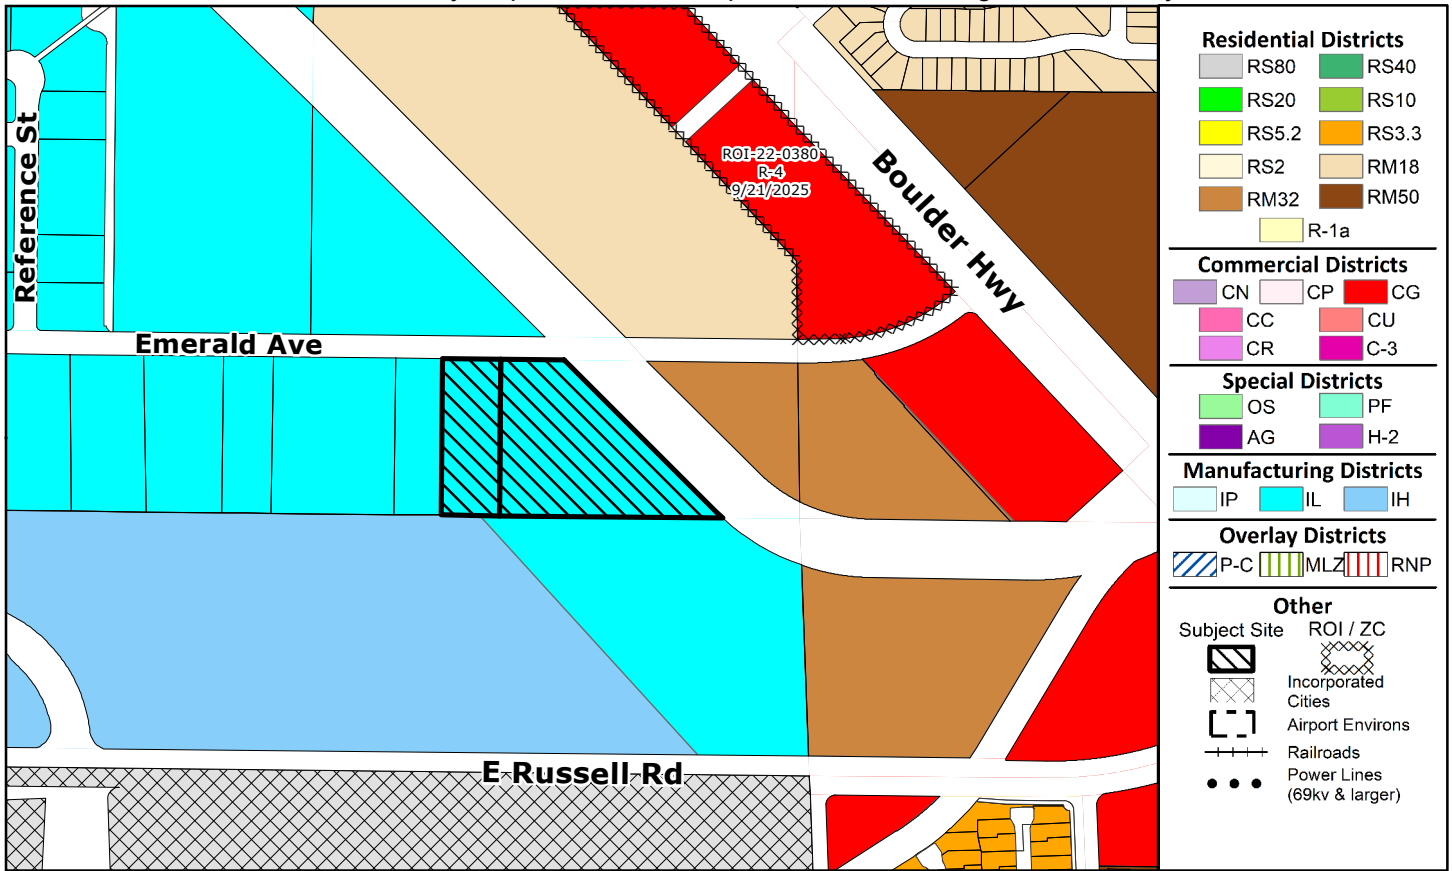 Reference St
Emerald Ave
ROI-22-0380
R-4
9/21/2025
Boulder Hwy
E Russell Rd
Residential Districts
RS80 RS40
RS20 RS10
RS5.2 RS3.3
RS2 RM18
RM32 RM50
R-1a
Commercial Districts
CN CP CG
CC CU
CR C-3
Special Districts
OS PF
AG H-2
Manufacturing Districts
IP IL IH
Overlay Districts
P-C MLZ RNP
Other
Subject Site ROI / ZC
Incorporated
Cities
Airport Environs
Railroads
Power Lines
(69kv & larger)